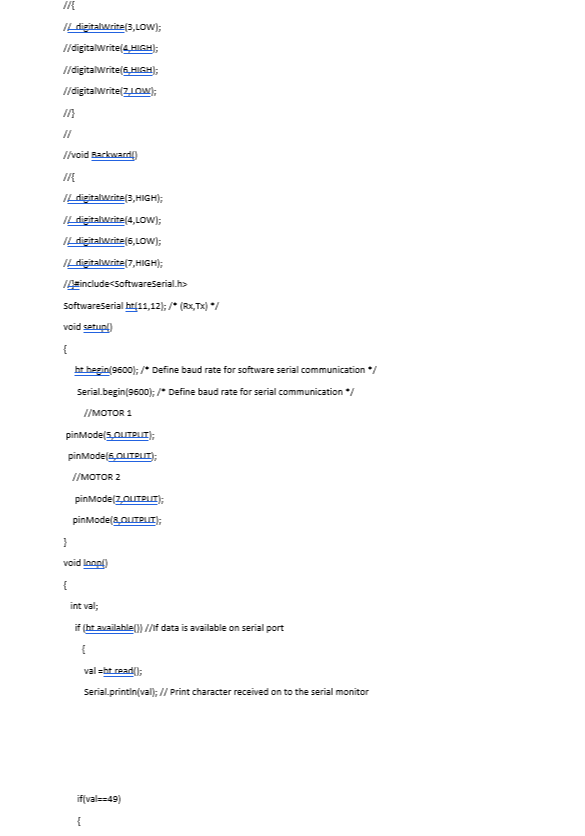 //{
// digitalWrite(3,LOW);
//digitalWrite(4,HIGH);
//digitalWrite(6,HIGH);
//digitalWrite(7,LOW);
//}
//
//void Backward()
//{
// digitalWrite(3,HIGH);
// digitalWrite(4,LOW);
// digitalWrite(6,LOW);
// digitalWrite(7,HIGH);
//}#include<SoftwareSerial.h>
SoftwareSerial bt(11,12); /* (Rx,Tx) */
void setup()
{
bt.begin(9600); /* Define baud rate for software serial communication */
Serial.begin(9600); /* Define baud rate for serial communication */
//MOTOR 1
pinMode(5,OUTPUT);
pinMode(6,OUTPUT);
//MOTOR 2
pinMode(7,OUTPUT);
pinMode(8,OUTPUT);
}
void loop()
{
int val;
if (bt.available()) //If data is available on serial port
{
val =bt.read();
Serial.println(val); // Print character received on to the serial monitor
if(val==49)
{